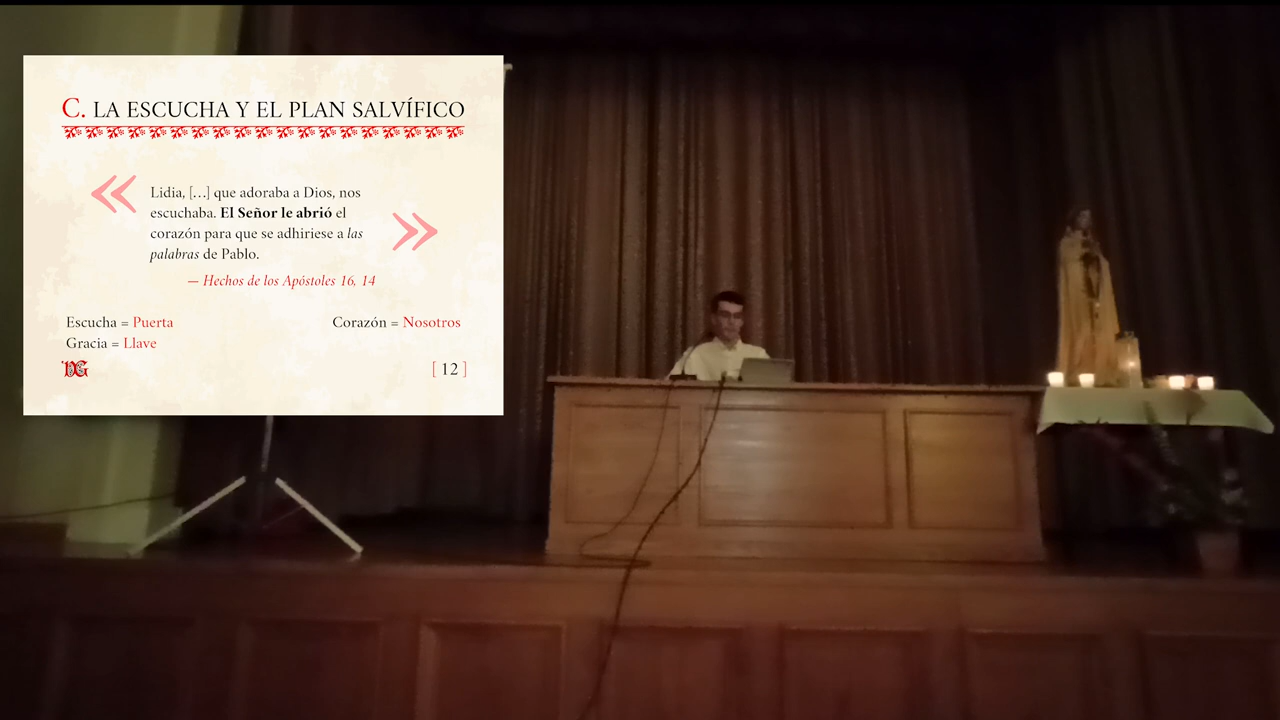 C. LA ESCUCHA Y EL PLAN SALVÍFICO
« Lidia, […] que adoraba a Dios, nos
escuchaba. El Señor le abrió el
corazón para que se adhiriese a las
palabras de Pablo. »
— Hechos de los Apóstoles 16, 14
Escucha = Puerta
Gracia = Llave
Corazón = Nosotros
DG
[ 12 ]